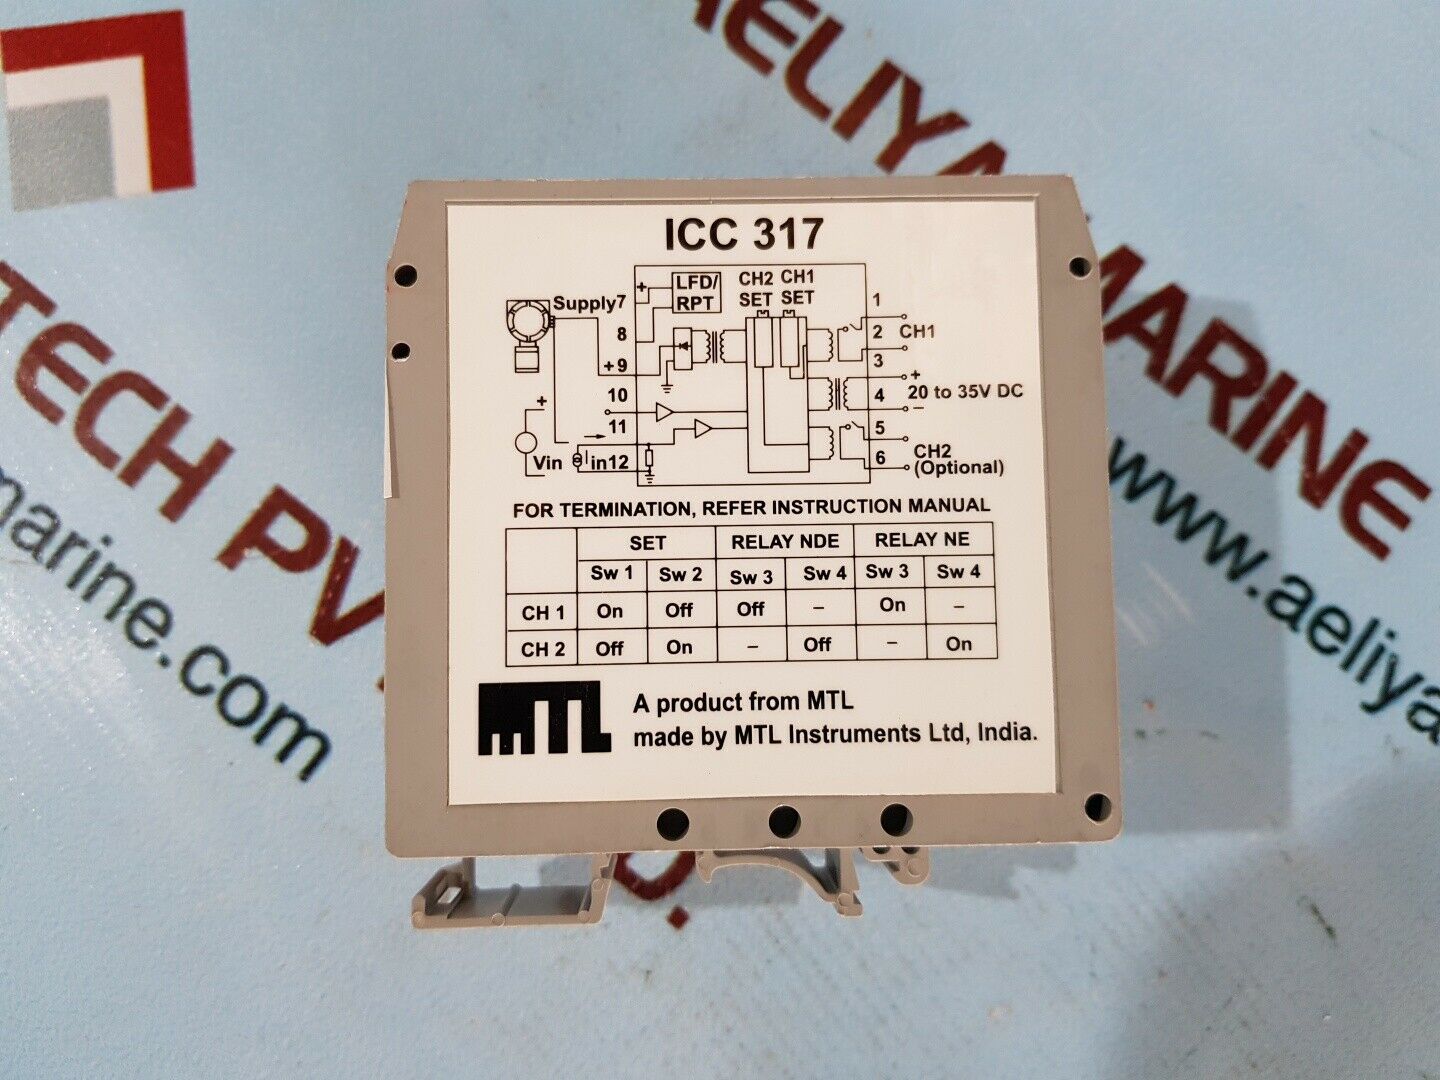 AELIYA MARINE
TECH PV
marine.com
MARINE
www.aeliya
D.
ICC 317
Supply7
+
LFD/
RPT
CH2 CH1
SET SET
1
8
2
CH1
3
+9
+
10
4
20 to 35V DC
+
−
11
5
CH2
(Optional)
Vin
I in12
6
FOR TERMINATION, REFER INSTRUCTION MANUAL
SET RELAY NDE RELAY NE
Sw 1 Sw 2 Sw 3 Sw 4 Sw 3 Sw 4
CH 1 On Off Off – On –
CH 2 Off On – Off – On
MTL
A product from MTL
made by MTL Instruments Ltd, India.